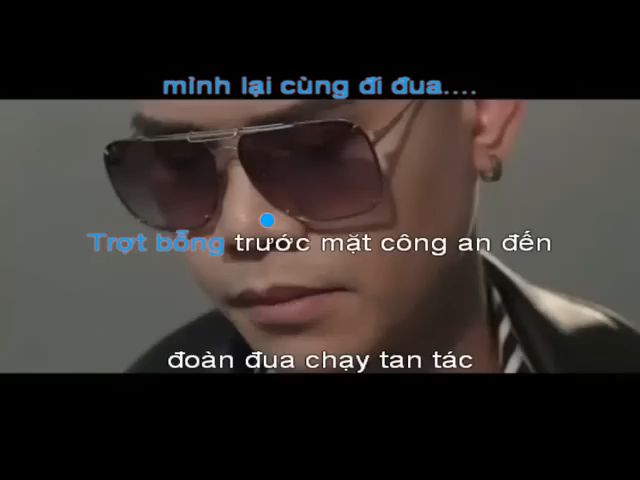 mình lại cùng đi đua....
Trợt bỗng trước mặt công an đến
đoàn đua chạy tan tác